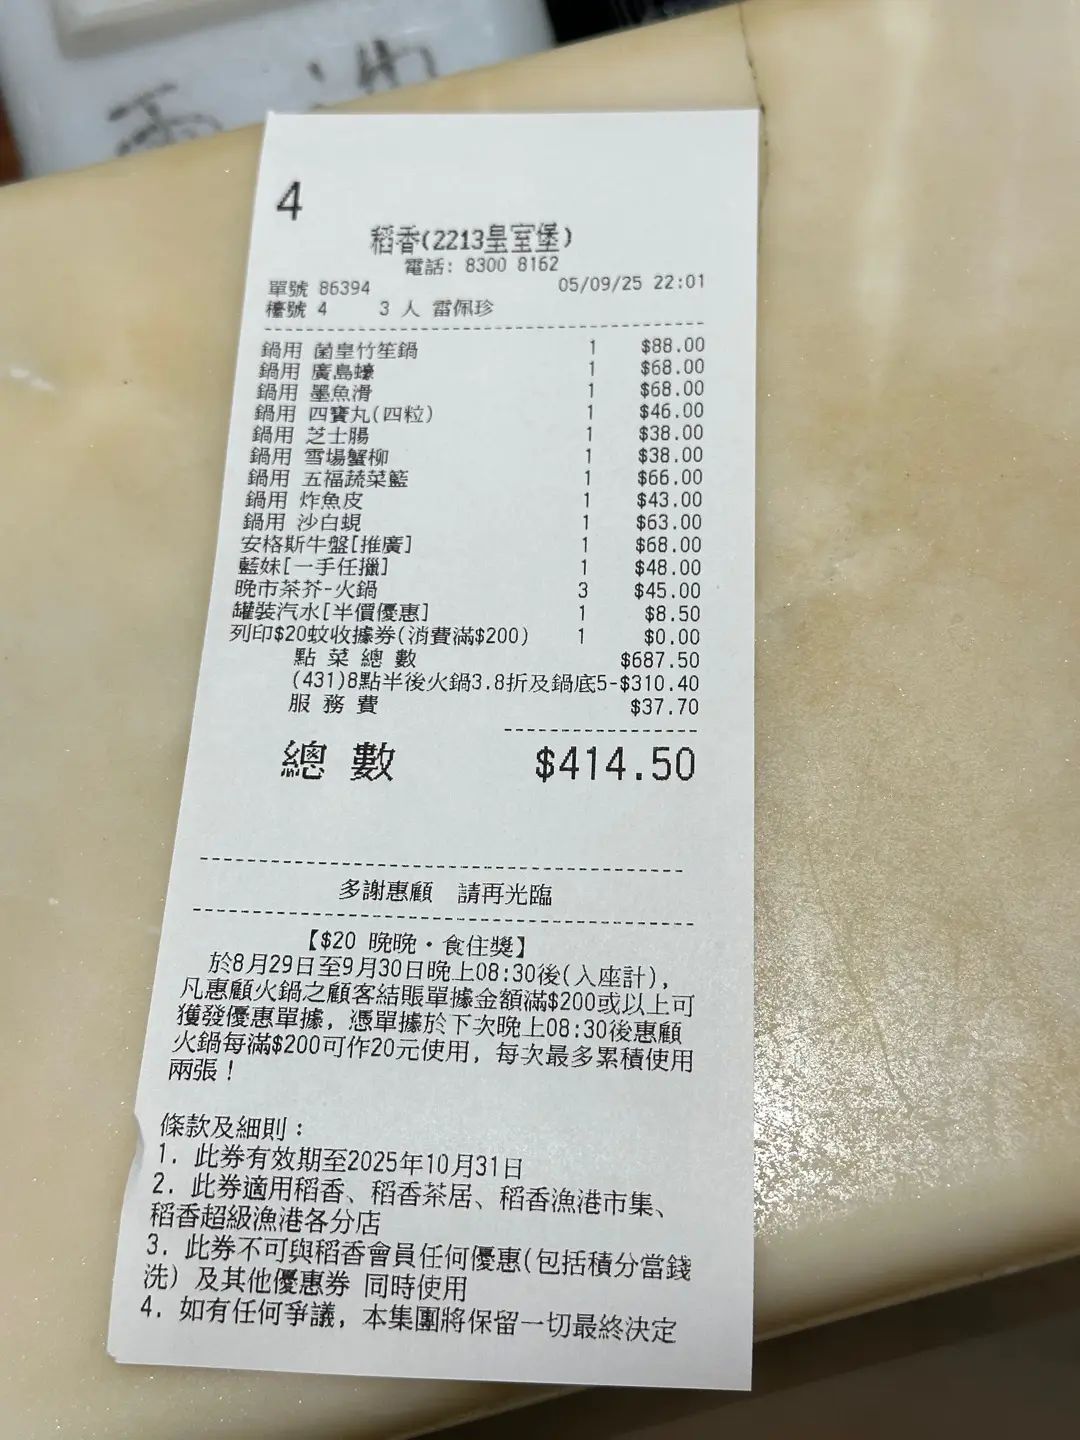 雨
4
稻香(2213皇室堡)
電話: 8300 8162
單號 86394 05/09/25 22:01
檯號 4 3 人 雷佩珍
鍋用 菌皇竹笙鍋 1 $88.00
鍋用 廣島蠔 1 $68.00
鍋用 墨魚滑 1 $68.00
鍋用 四寶丸(四粒) 1 $46.00
鍋用 芝士腸 1 $38.00
鍋用 雪場蟹柳 1 $38.00
鍋用 五福蔬菜籃 1 $66.00
鍋用 炸魚皮 1 $43.00
鍋用 沙白蜆 1 $63.00
安格斯牛盤[推廣] 1 $68.00
藍妹[一手任擸] 1 $48.00
晚市茶芥-火鍋 3 $45.00
罐裝汽水[半價優惠] 1 $8.50
列印$20蚊收據券(消費滿$200) 1 $0.00
點 菜 總 數 $687.50
(431)8點半後火鍋3.8折及鍋底5-$310.40
服 務 費 $37.70
總 數 $414.50
多謝惠顧 請再光臨
【$20 晚晚・食住獎】
於8月29日至9月30日晚上08:30後(入座計),
凡惠顧火鍋之顧客結賬單據金額滿$200或以上可
獲發優惠單據, 憑單據於下次晚上08:30後惠顧
火鍋每滿$200可作20元使用, 每次最多累積使用
兩張!
條款及細則:
1. 此券有效期至2025年10月31日
2. 此券適用稻香、稻香茶居、稻香漁港市集、
稻香超級漁港各分店
3. 此券不可與稻香會員任何優惠(包括積分當錢
洗) 及其他優惠券 同時使用
4. 如有任何爭議, 本集團將保留一切最終決定